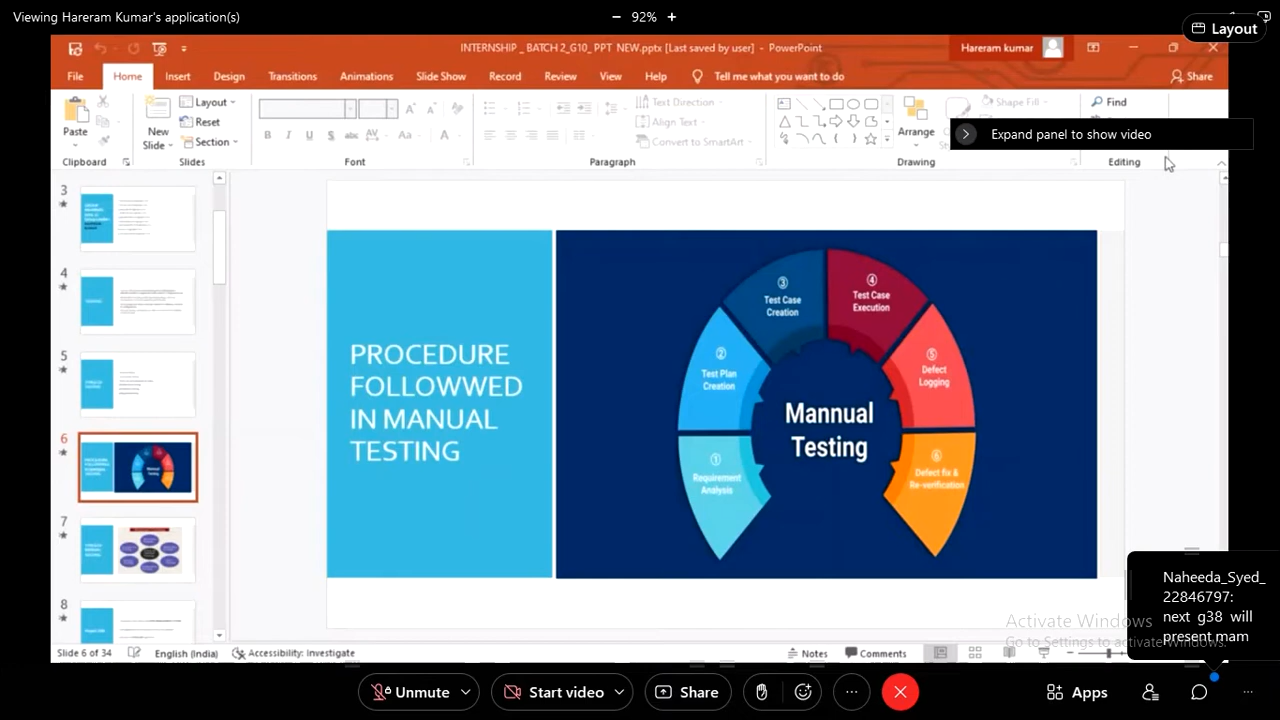 Viewing Hareram Kumar's application(s)
− 92% +
Layout
INTERNSHIP _ BATCH 2_G10_ PPT NEW.pptx [Last saved by user] - PowerPoint
Hareram kumar
File Home Insert Design Transitions Animations Slide Show Record Review View Help Tell me what you want to do
Share
Paste
New
Slide
Layout
Reset
Section
Text Direction
Align Text
Convert to SmartArt
Arrange
Shape Fill
Find
Expand panel to show video
Clipboard Slides Font Paragraph Drawing Editing
3
4
5
6
7
8
PROCEDURE
FOLLOWWED
IN MANUAL
TESTING
① Requirement
Analysis
② Test Plan
Creation
③ Test Case
Creation
④ Test Case
Execution
⑤ Defect
Logging
⑥ Defect fix &
Re-verification
Mannual
Testing
Naheeda_Syed_
22846797:
next g38 will
present mam
Activate Windows
Go to Settings to activate Windows.
Slide 6 of 34 English (India) Accessibility: Investigate Notes Comments
Unmute Start video Share Apps